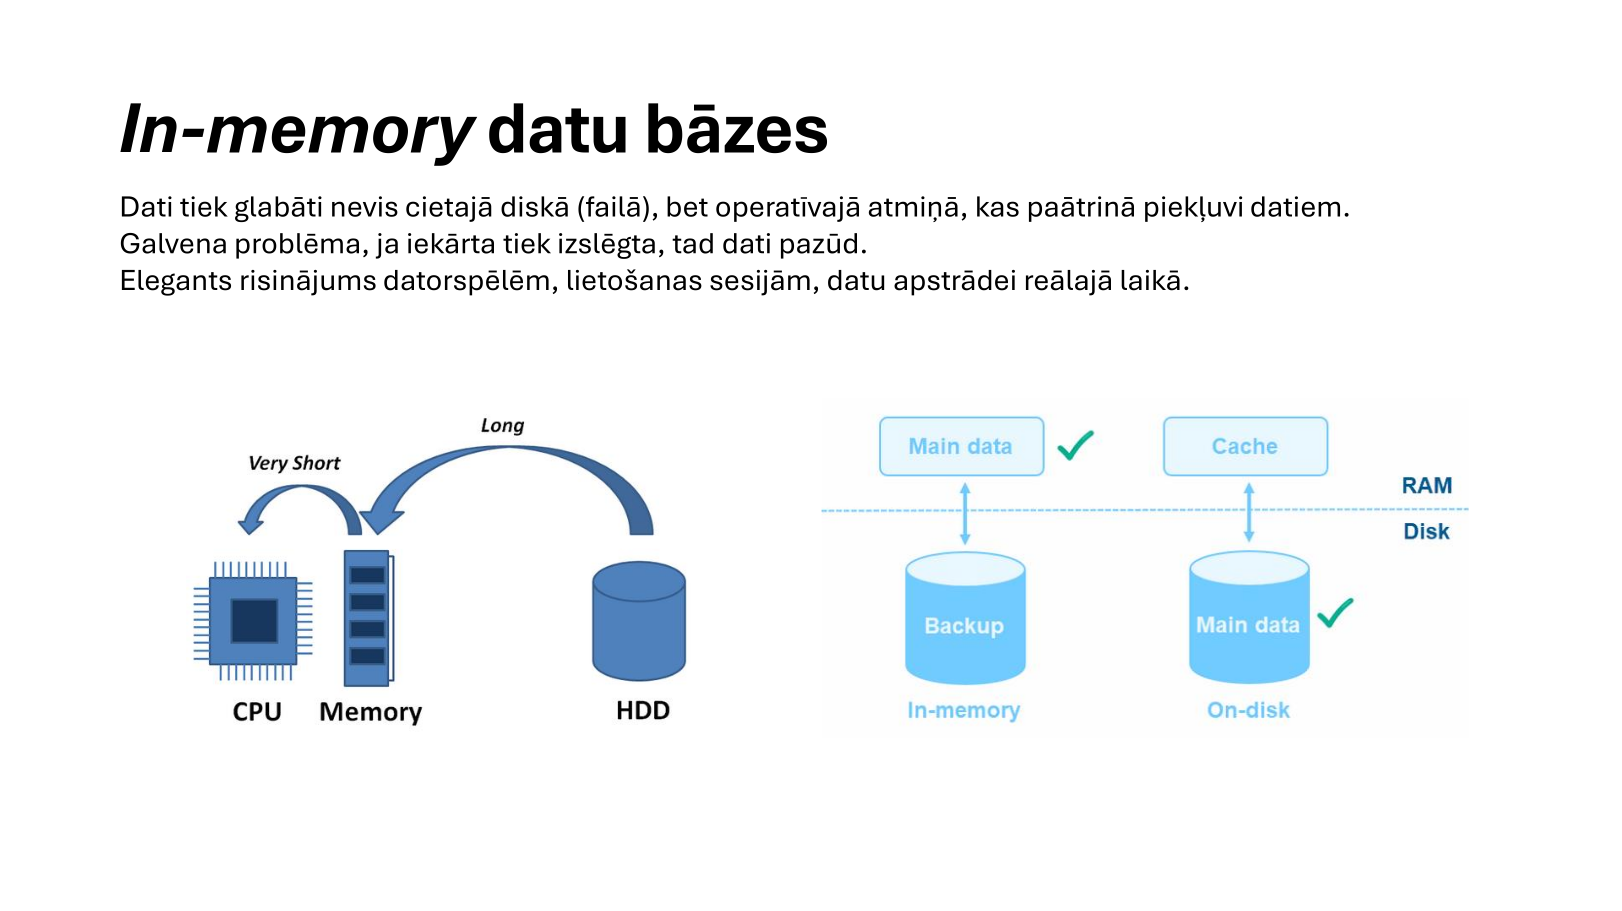 In-memory datu bāzes
Dati tiek glabāti nevis cietajā diskā (failā), bet operatīvajā atmiņā, kas paātrinā piekļuvi datiem.
Galvena problēma, ja iekārta tiek izslēgta, tad dati pazūd.
Elegants risinājums datorspēlēm, lietošanas sesijām, datu apstrādei reālajā laikā.
Long
Very Short
CPU
Memory
HDD
Main data
Cache
RAM
Disk
Backup
Main data
In-memory
On-disk